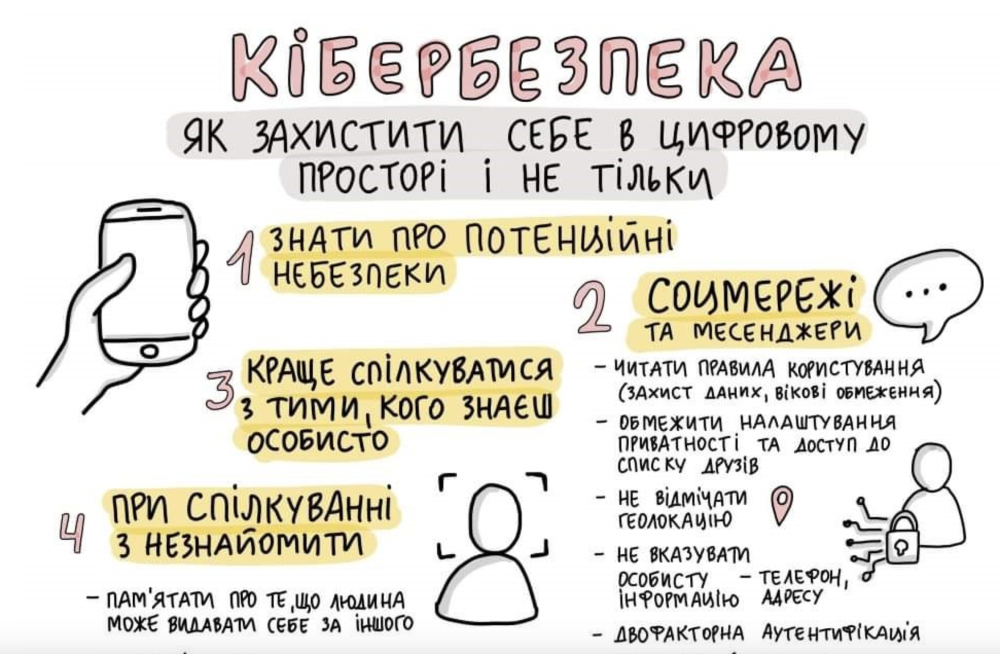 КІБЕРБЕЗПЕКА
ЯК ЗАХИСТИТИ СЕБЕ В ЦИФРОВОМУ
ПРОСТОРІ І НЕ ТІЛЬКИ
1 ЗНАТИ ПРО ПОТЕНЦІЙНІ
НЕБЕЗПЕКИ
2 СОЦМЕРЕЖІ
ТА МЕСЕНДЖЕРИ
- ЧИТАТИ ПРАВИЛА КОРИСТУВАННЯ
(ЗАХИСТ ДАНИХ, ВІКОВІ ОБМЕЖЕННЯ)
- ОБМЕЖИТИ НАЛАШТУВАННЯ
ПРИВАТНОСТІ ТА ДОСТУП ДО
СПИСКУ ДРУЗІВ
- НЕ ВІДМІЧАТИ
ГЕОЛОКАЦІЮ
- НЕ ВКАЗУВАТИ
ОСОБИСТУ - ТЕЛЕФОН,
ІНФОРМАЦІЮ АДРЕСУ
- ДВОФАКТОРНА АУТЕНТИФІКАЦІЯ
3 КРАЩЕ СПІЛКУВАТИСЯ
З ТИМИ, КОГО ЗНАЄШ
ОСОБИСТО
4 ПРИ СПІЛКУВАННІ
З НЕЗНАЙОМИТИ
- ПАМ'ЯТАТИ ПРО ТЕ, ЩО ЛЮДИНА
МОЖЕ ВИДАВАТИ СЕБЕ ЗА ІНШОГО